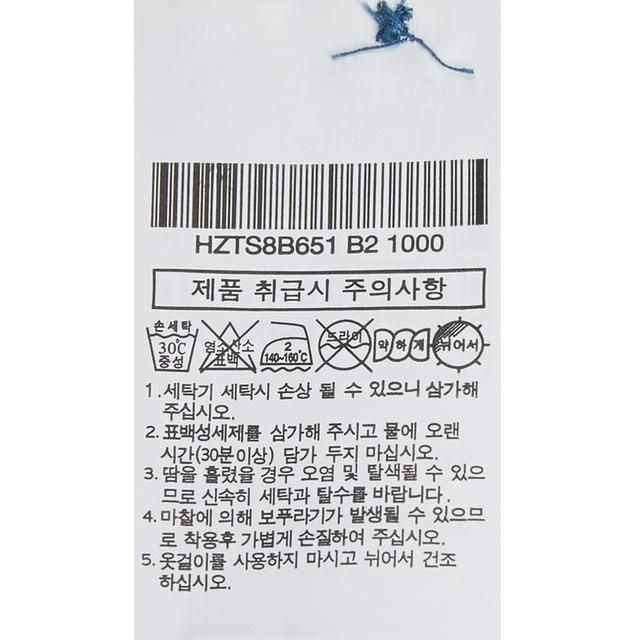 HZTS8B651 B2 1000
제품 취급시 주의사항
손세탁 30℃ 중성 염소산소 표백 2 140~160℃ 드라이 약하게 뉘어서
1. 세탁기 세탁시 손상 될 수 있으니 삼가해
주십시오.
2. 표백성세제를 삼가해 주시고 물에 오랜
시간(30분이상) 담가 두지 마십시오.
3. 땀을 흘렸을 경우 오염 및 탈색될 수 있으
므로 신속히 세탁과 탈수를 바랍니다.
4. 마찰에 의해 보푸라기가 발생될 수 있으므
로 착용후 가볍게 손질하여 주십시오.
5. 옷걸이를 사용하지 마시고 뉘어서 건조
하십시오.